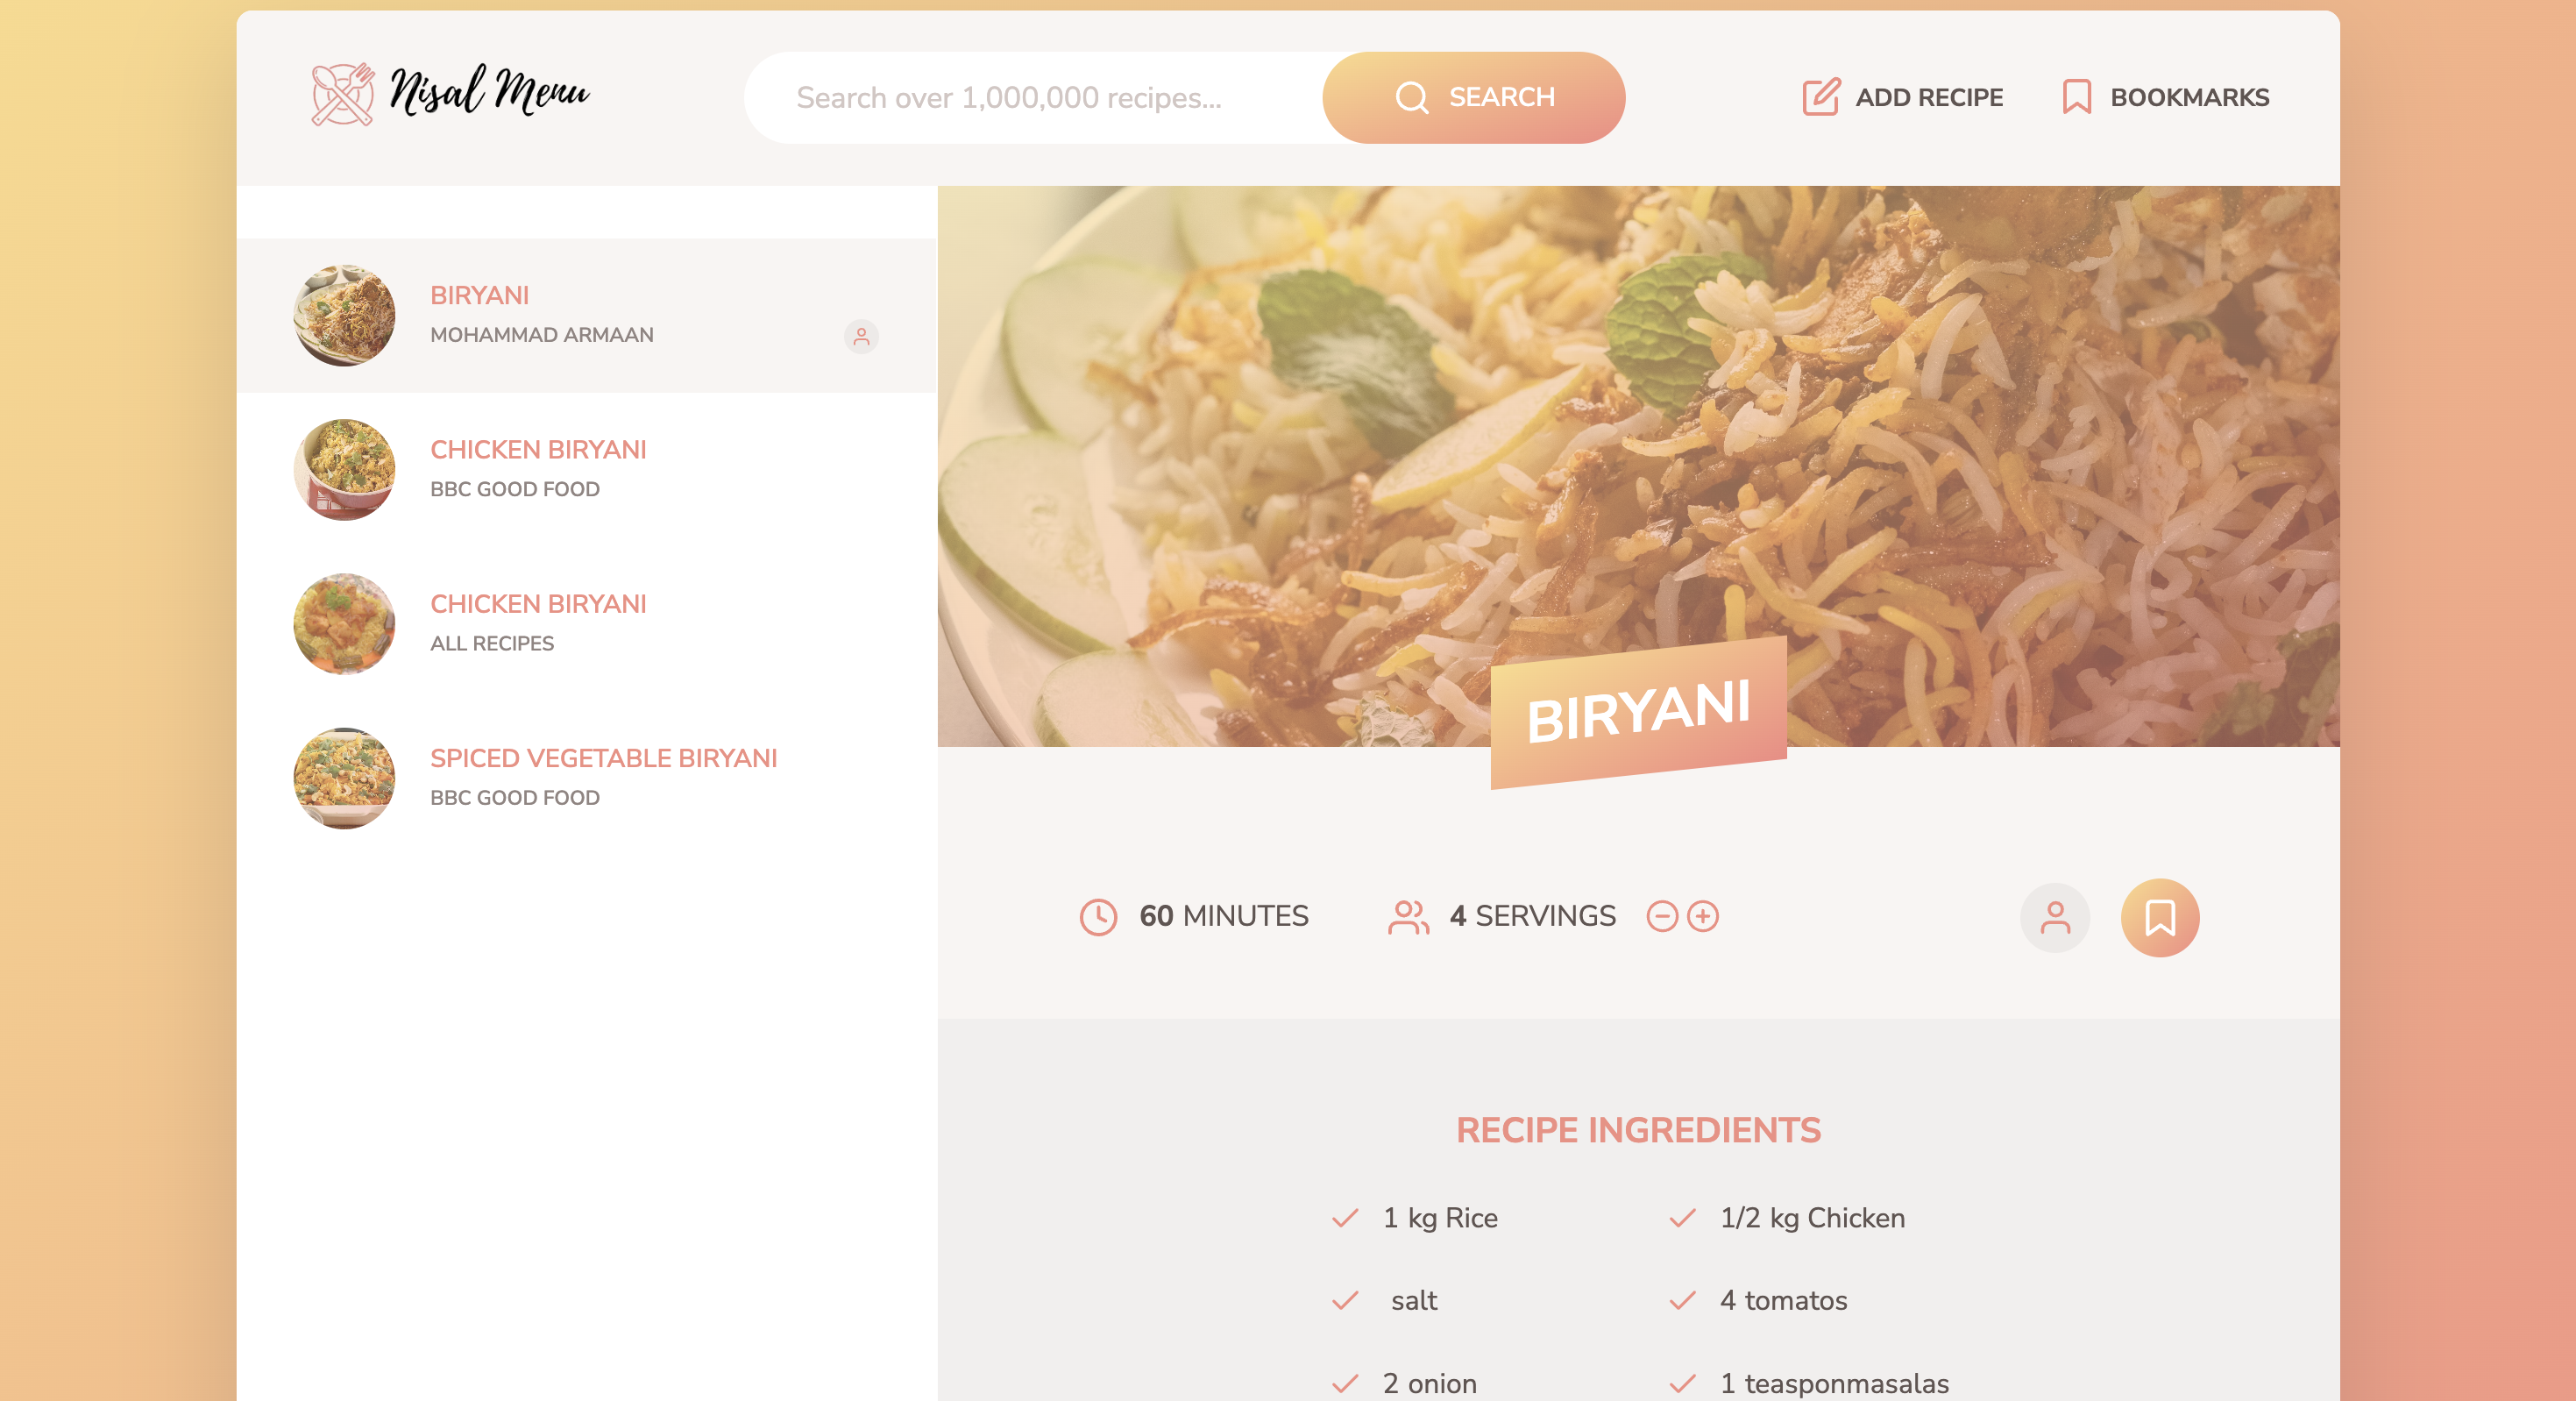 Nisal Menu
Search over 1,000,000 recipes...
SEARCH
ADD RECIPE
BOOKMARKS
BIRYANI
MOHAMMAD ARMAAN
CHICKEN BIRYANI
BBC GOOD FOOD
CHICKEN BIRYANI
ALL RECIPES
SPICED VEGETABLE BIRYANI
BBC GOOD FOOD
BIRYANI
60 MINUTES
4 SERVINGS
RECIPE INGREDIENTS
1 kg Rice
1/2 kg Chicken
salt
4 tomatos
2 onion
1 teasponmasalas